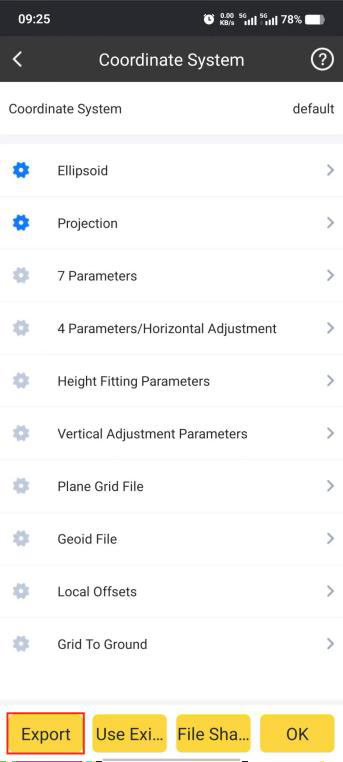 09:25 0.00 KB/s 5G 5G 78%
Coordinate System ?
Coordinate System default
Ellipsoid
Projection
7 Parameters
4 Parameters/Horizontal Adjustment
Height Fitting Parameters
Vertical Adjustment Parameters
Plane Grid File
Geoid File
Local Offsets
Grid To Ground
Export Use Exi... File Sha... OK